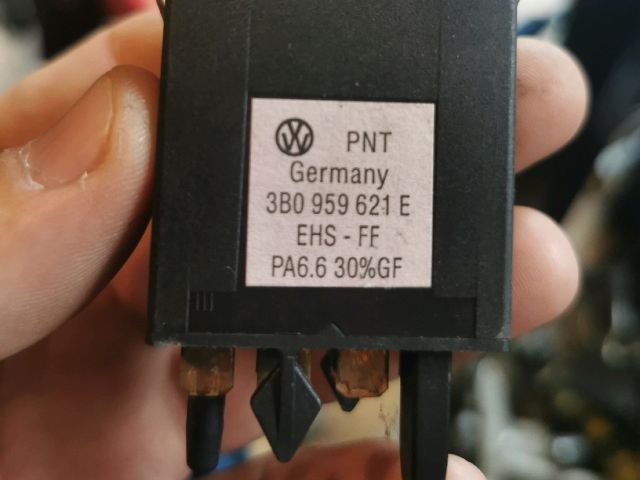 PNT
Germany
3B0 959 621 E
EHS - FF
PA6.6 30%GF